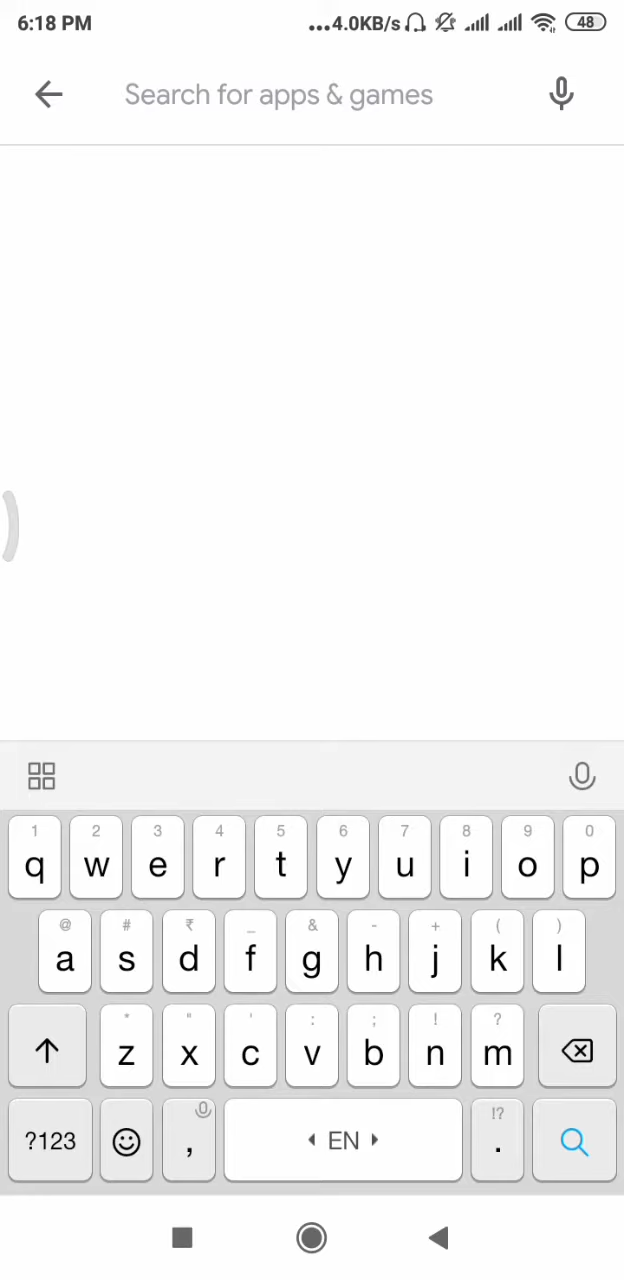 6:18 PM ...4.0KB/s 48
Search for apps & games
1 2 3 4 5 6 7 8 9 0
q w e r t y u i o p
@ # ₹ _ & - + ( )
a s d f g h j k l
* " ' : ; ! ?
z x c v b n m
!?
?123 , EN .